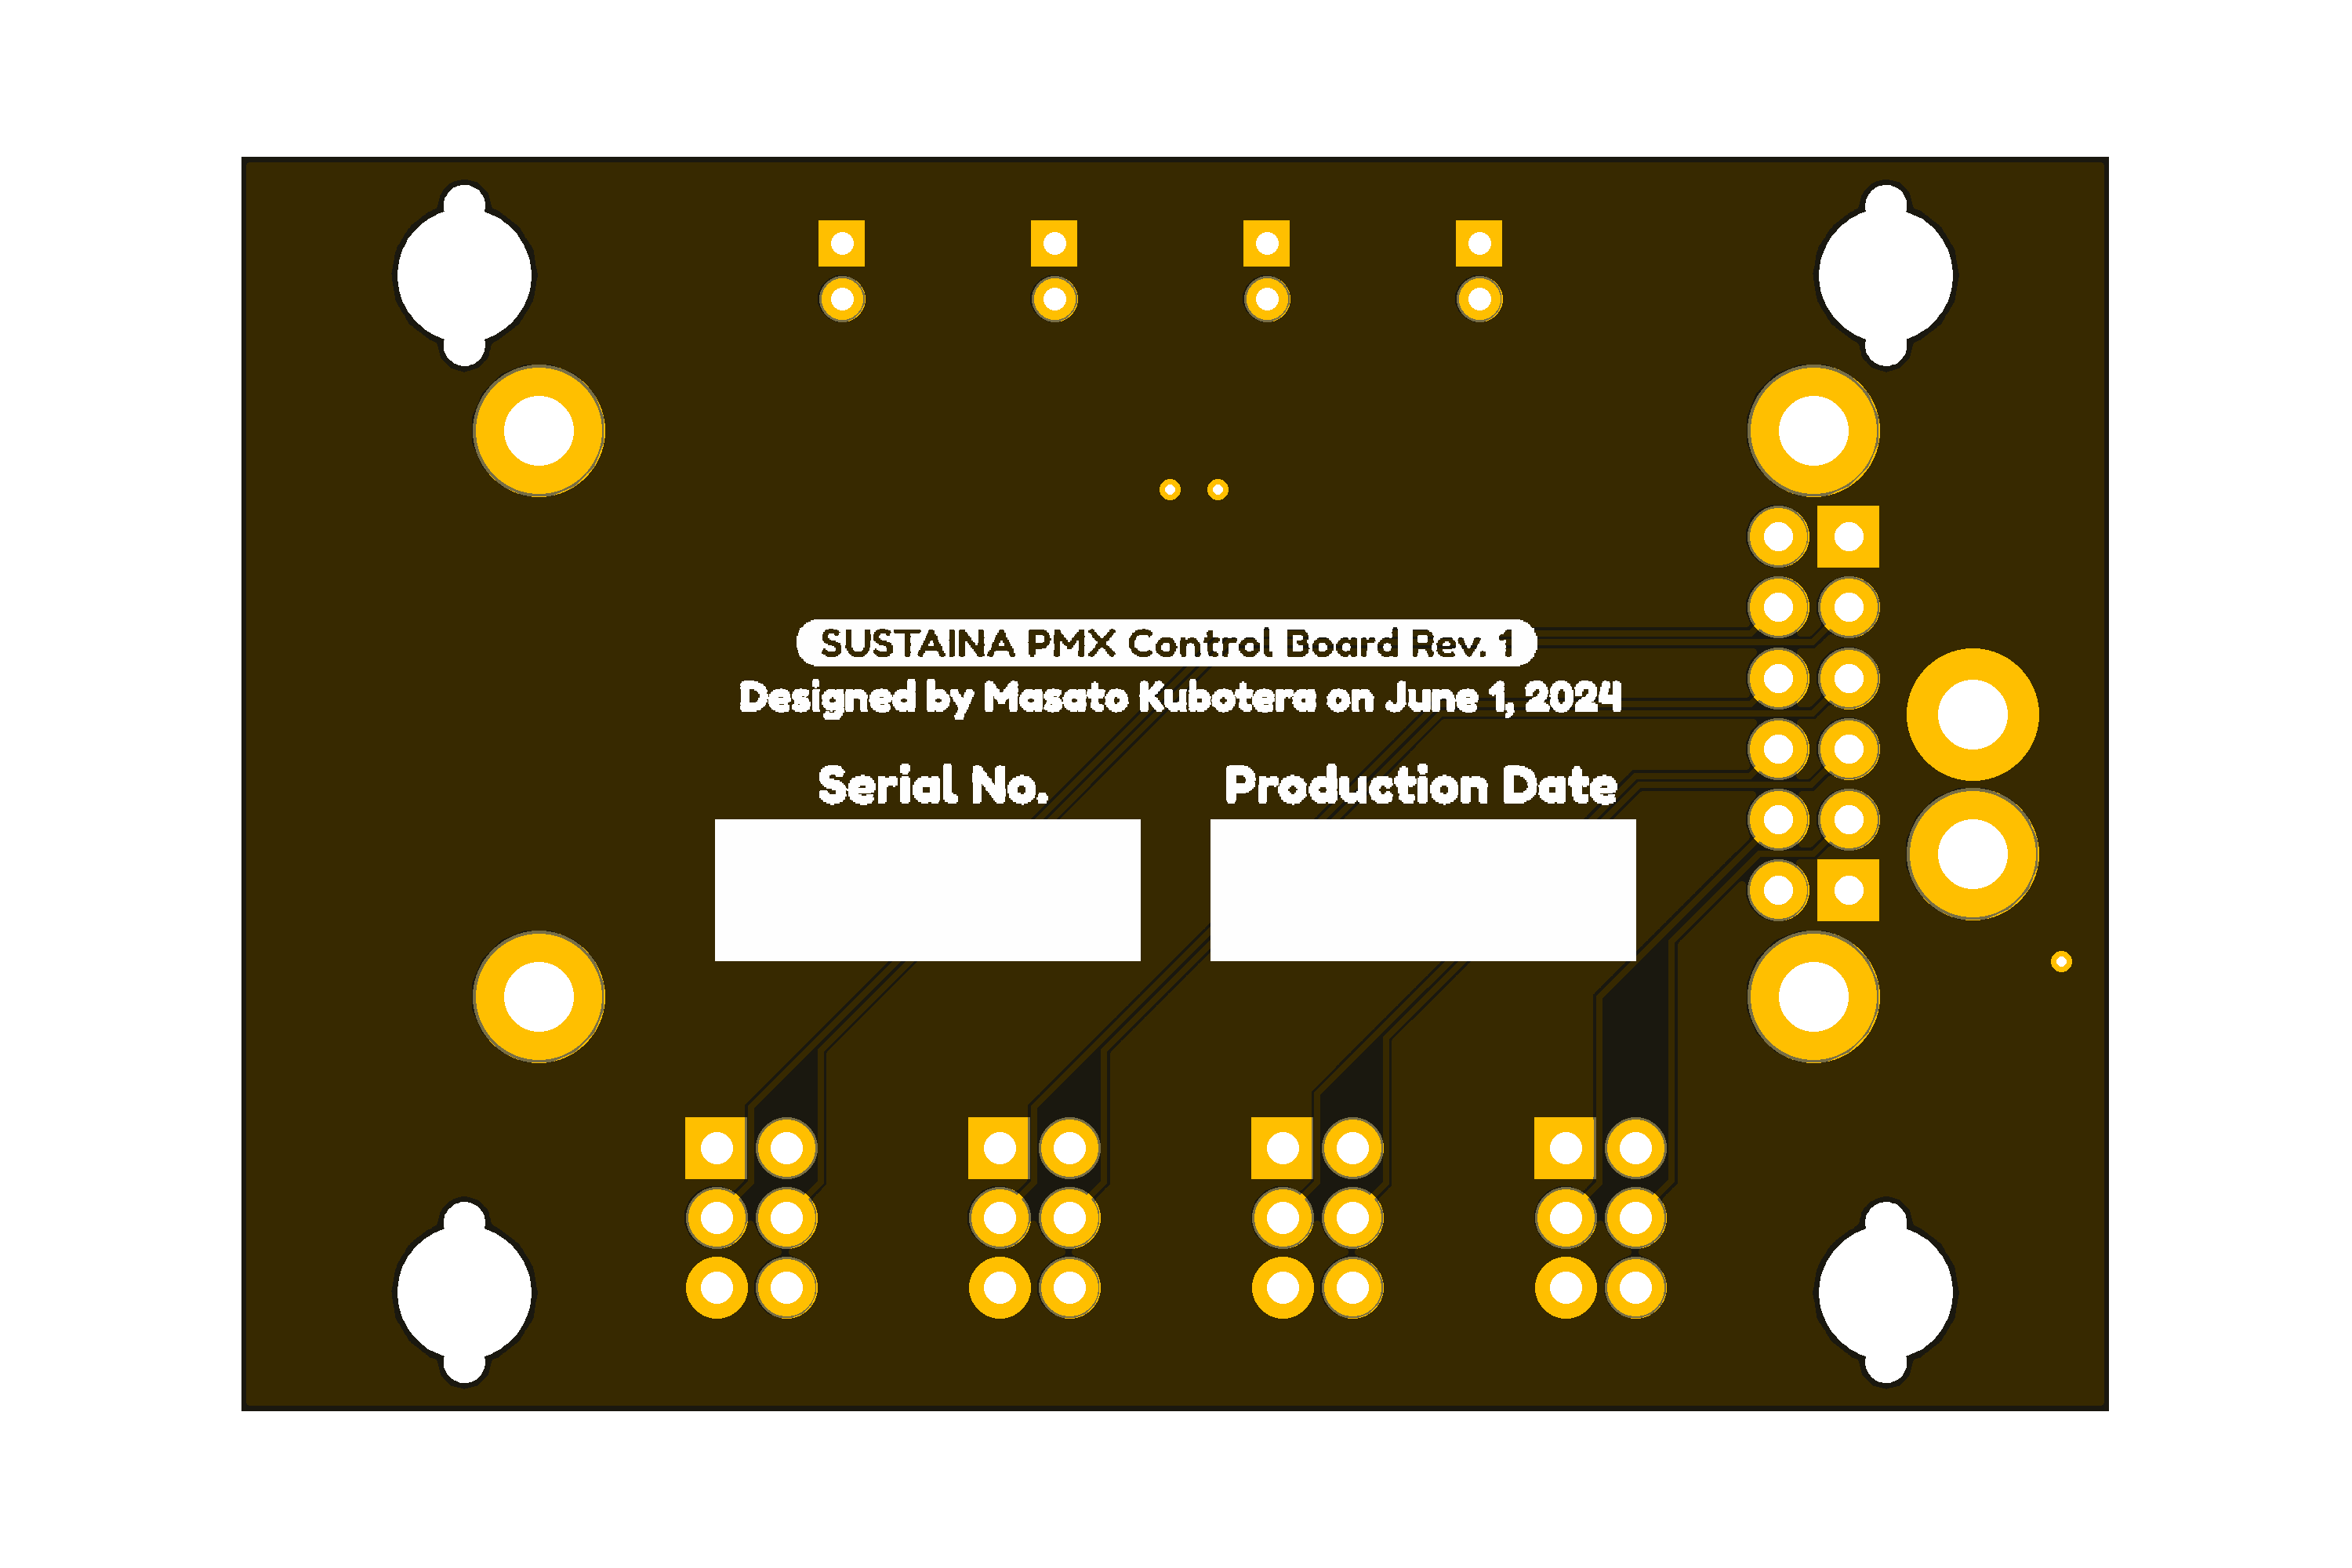 SUSTAINA PMX Control Board Rev. 1
Designed by Masato Kubotera on June 1, 2024
Serial No.
Production Date